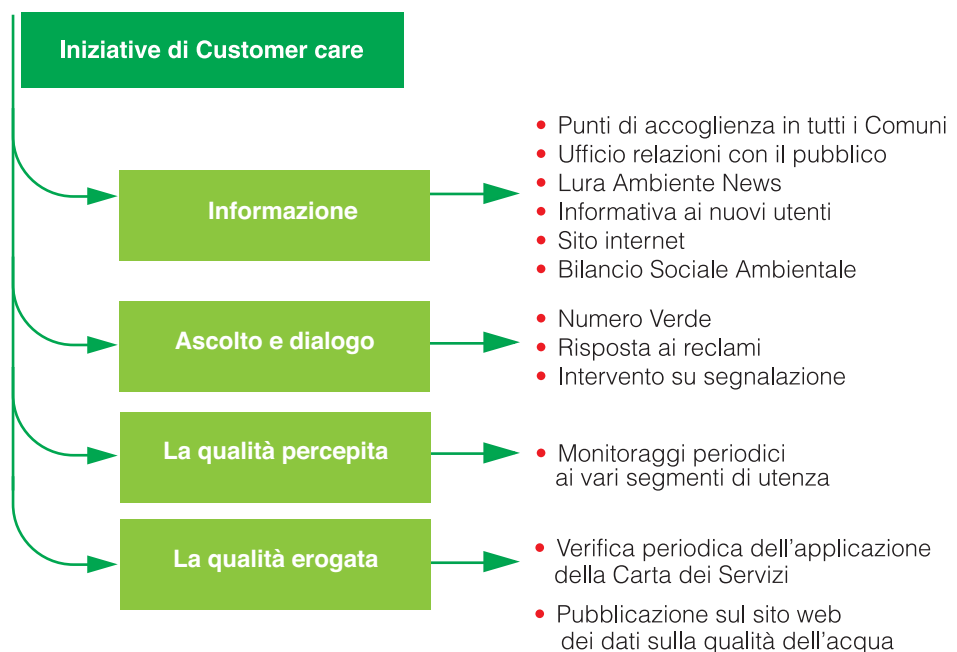 Iniziative di Customer care
Informazione
• Punti di accoglienza in tutti i Comuni
• Ufficio relazioni con il pubblico
• Lura Ambiente News
• Informativa ai nuovi utenti
• Sito internet
• Bilancio Sociale Ambientale
Ascolto e dialogo
• Numero Verde
• Risposta ai reclami
• Intervento su segnalazione
La qualità percepita
• Monitoraggi periodici
ai vari segmenti di utenza
La qualità erogata
• Verifica periodica dell'applicazione
della Carta dei Servizi
• Pubblicazione sul sito web
dei dati sulla qualità dell'acqua